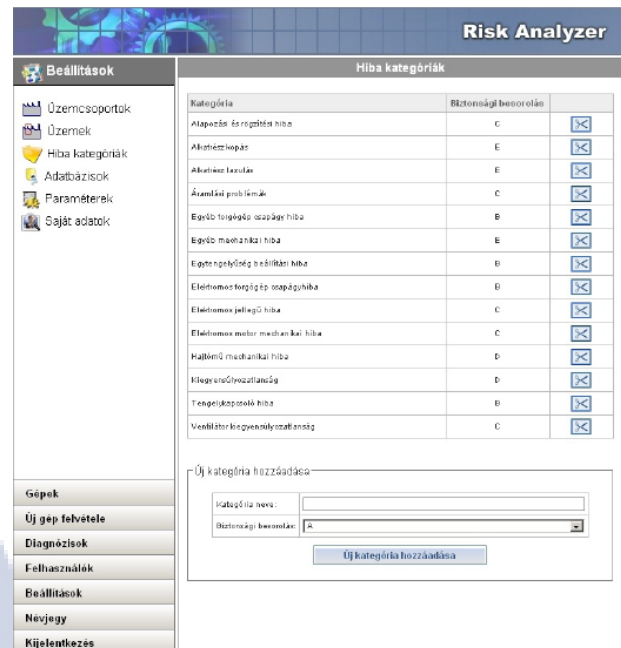 Risk Analyzer
Beállítások
Üzemcsoportok
Üzemek
Hiba kategóriák
Adatbázisok
Paraméterek
Saját adatok
Gépek
Új gép felvétele
Diagnózisok
Felhasználók
Beállítások
Névjegy
Kijelentkezés
Hiba kategóriák
Kategória Biztonsági besorolás
Alapozási és rögzítési hiba C
Alkatrész kopás E
Alkatrész lazulás E
Áramlási problémák C
Egyéb forgógép csapágy hiba B
Egyéb mechanikai hiba E
Egytengelyűség beállítási hiba B
Elektromos forgógép csapágyhiba B
Elektromos jellegű hiba C
Elektromos motor mechanikai hiba C
Hajtómű mechanikai hiba D
Kiegyensúlyozatlanság D
Tengelykapcsoló hiba B
Ventilátor kiegyensúlyozatlanság C
Új kategória hozzáadása
Kategória neve:
Biztonsági besorolás: A
Új kategória hozzáadása